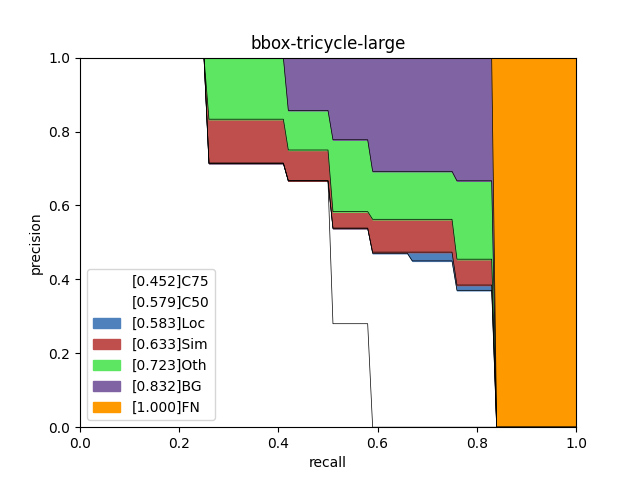 bbox-tricycle-large
precision
1.0
0.8
0.6
0.4
0.2
0.0
[0.452]C75
[0.579]C50
[0.583]Loc
[0.633]Sim
[0.723]Oth
[0.832]BG
[1.000]FN
0.0 0.2 0.4 0.6 0.8 1.0
recall